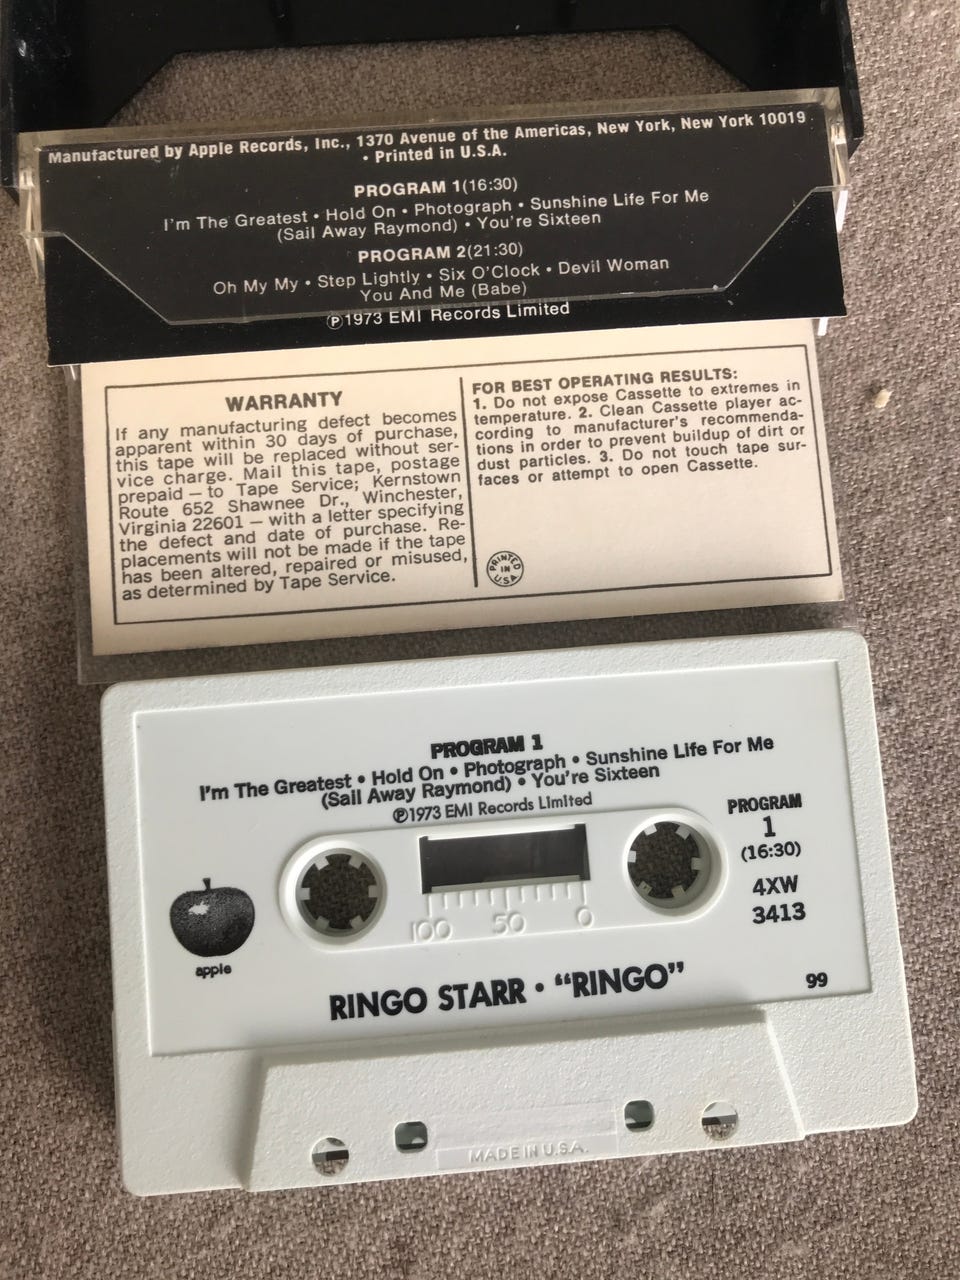 Manufactured by Apple Records, Inc., 1370 Avenue of the Americas, New York, New York 10019
• Printed in U.S.A.
PROGRAM 1(16:30)
I'm The Greatest • Hold On • Photograph • Sunshine Life For Me
(Sail Away Raymond) • You're Sixteen
PROGRAM 2(21:30)
Oh My My • Step Lightly • Six O'Clock • Devil Woman
You And Me (Babe)
Ⓟ1973 EMI Records Limited
WARRANTY
If any manufacturing defect becomes
apparent within 30 days of purchase,
this tape will be replaced without ser-
vice charge. Mail this tape, postage
prepaid — to Tape Service; Kernstown
Route 652 Shawnee Dr., Winchester,
Virginia 22601 — with a letter specifying
the defect and date of purchase. Re-
placements will not be made if the tape
has been altered, repaired or misused,
as determined by Tape Service.
FOR BEST OPERATING RESULTS:
1. Do not expose Cassette to extremes in
temperature. 2. Clean Cassette player ac-
cording to manufacturer's recommenda-
tions in order to prevent buildup of dirt or
dust particles. 3. Do not touch tape sur-
faces or attempt to open Cassette.
PRINTED
IN
U.S.A.
PROGRAM 1
I'm The Greatest • Hold On • Photograph • Sunshine Life For Me
(Sail Away Raymond) • You're Sixteen
Ⓟ1973 EMI Records Limited
PROGRAM
1
(16:30)
4XW
3413
apple
100 50 0
RINGO STARR • “RINGO”
99
MADE IN U.S.A.